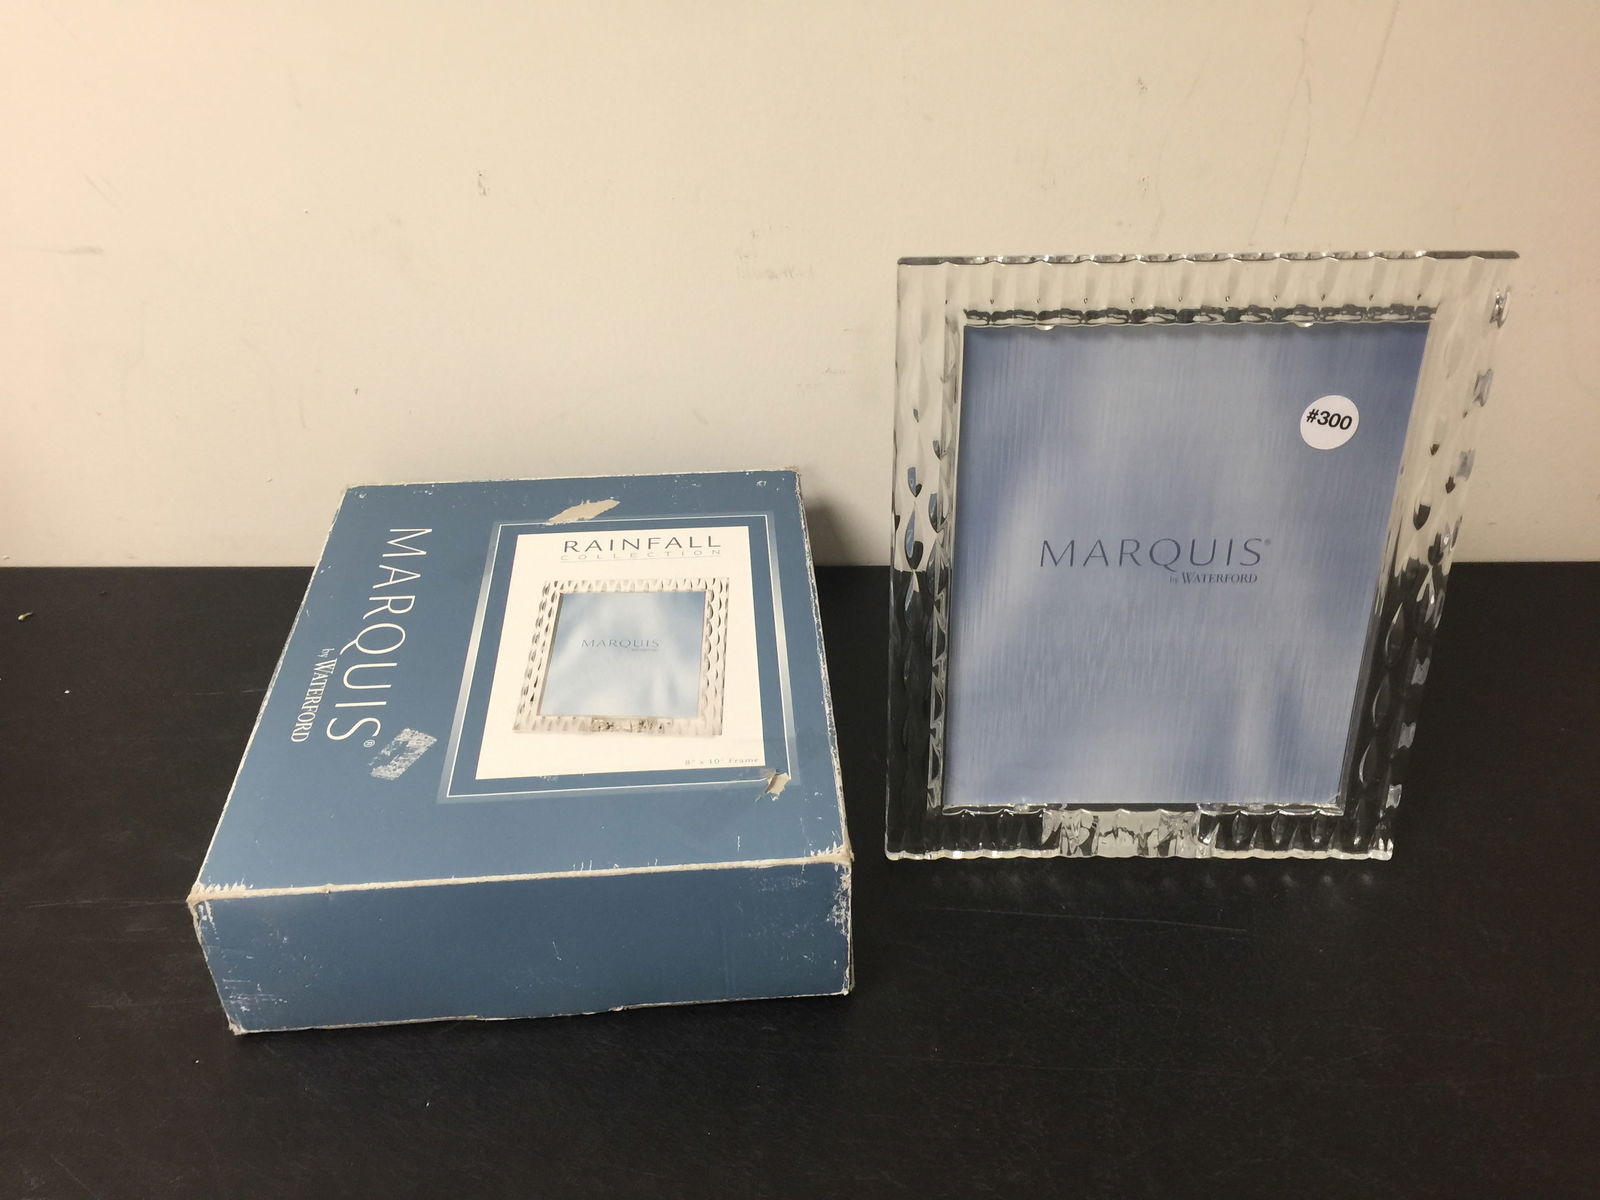 MARQUIS®
by WATERFORD
RAINFALL
COLLECTION
MARQUIS
8" x 10" Frame
#300
MARQUIS®
by WATERFORD